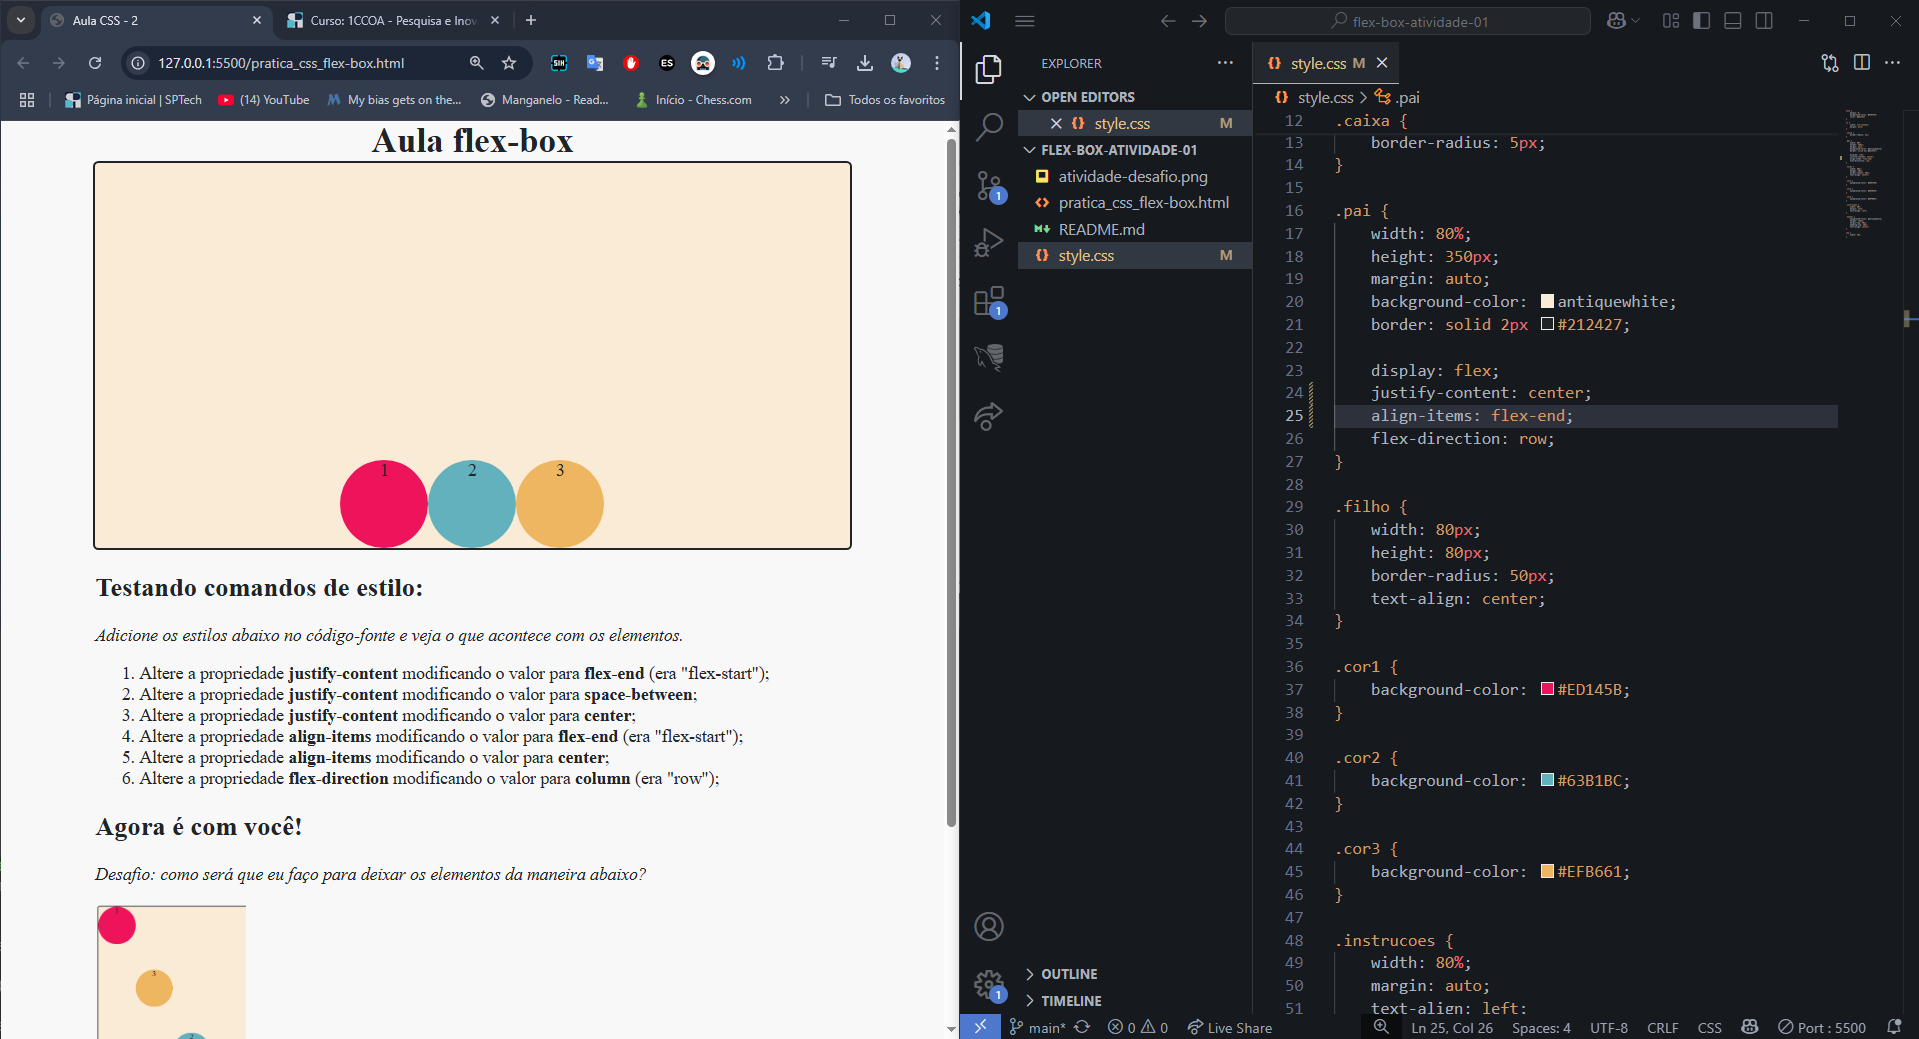 Aula CSS - 2
Curso: 1CCOA - Pesquisa e Inov
127.0.0.1:5500/pratica_css_flex-box.html
Página inicial | SPTech
(14) YouTube
My bias gets on the...
Manganelo - Read...
Início - Chess.com
Todos os favoritos
Aula flex-box
1
2
3
Testando comandos de estilo:
Adicione os estilos abaixo no código-fonte e veja o que acontece com os elementos.
1. Altere a propriedade justify-content modificando o valor para flex-end (era "flex-start");
2. Altere a propriedade justify-content modificando o valor para space-between;
3. Altere a propriedade justify-content modificando o valor para center;
4. Altere a propriedade align-items modificando o valor para flex-end (era "flex-start");
5. Altere a propriedade align-items modificando o valor para center;
6. Altere a propriedade flex-direction modificando o valor para column (era "row");
Agora é com você!
Desafio: como será que eu faço para deixar os elementos da maneira abaixo?
1
3
2
flex-box-atividade-01
EXPLORER
OPEN EDITORS
style.css M
FLEX-BOX-ATIVIDADE-01
atividade-desafio.png
pratica_css_flex-box.html
README.md
style.css M
OUTLINE
TIMELINE
1
1
1
style.css M
style.css > .pai
12 .caixa {
13 border-radius: 5px;
14 }
15
16 .pai {
17 width: 80%;
18 height: 350px;
19 margin: auto;
20 background-color: antiquewhite;
21 border: solid 2px #212427;
22
23 display: flex;
24 justify-content: center;
25 align-items: flex-end;
26 flex-direction: row;
27 }
28
29 .filho {
30 width: 80px;
31 height: 80px;
32 border-radius: 50px;
33 text-align: center;
34 }
35
36 .cor1 {
37 background-color: #ED145B;
38 }
39
40 .cor2 {
41 background-color: #63B1BC;
42 }
43
44 .cor3 {
45 background-color: #EFB661;
46 }
47
48 .instrucoes {
49 width: 80%;
50 margin: auto;
51 text-align: left;
main* 0 0 Live Share
Ln 25, Col 26 Spaces: 4 UTF-8 CRLF CSS Port : 5500